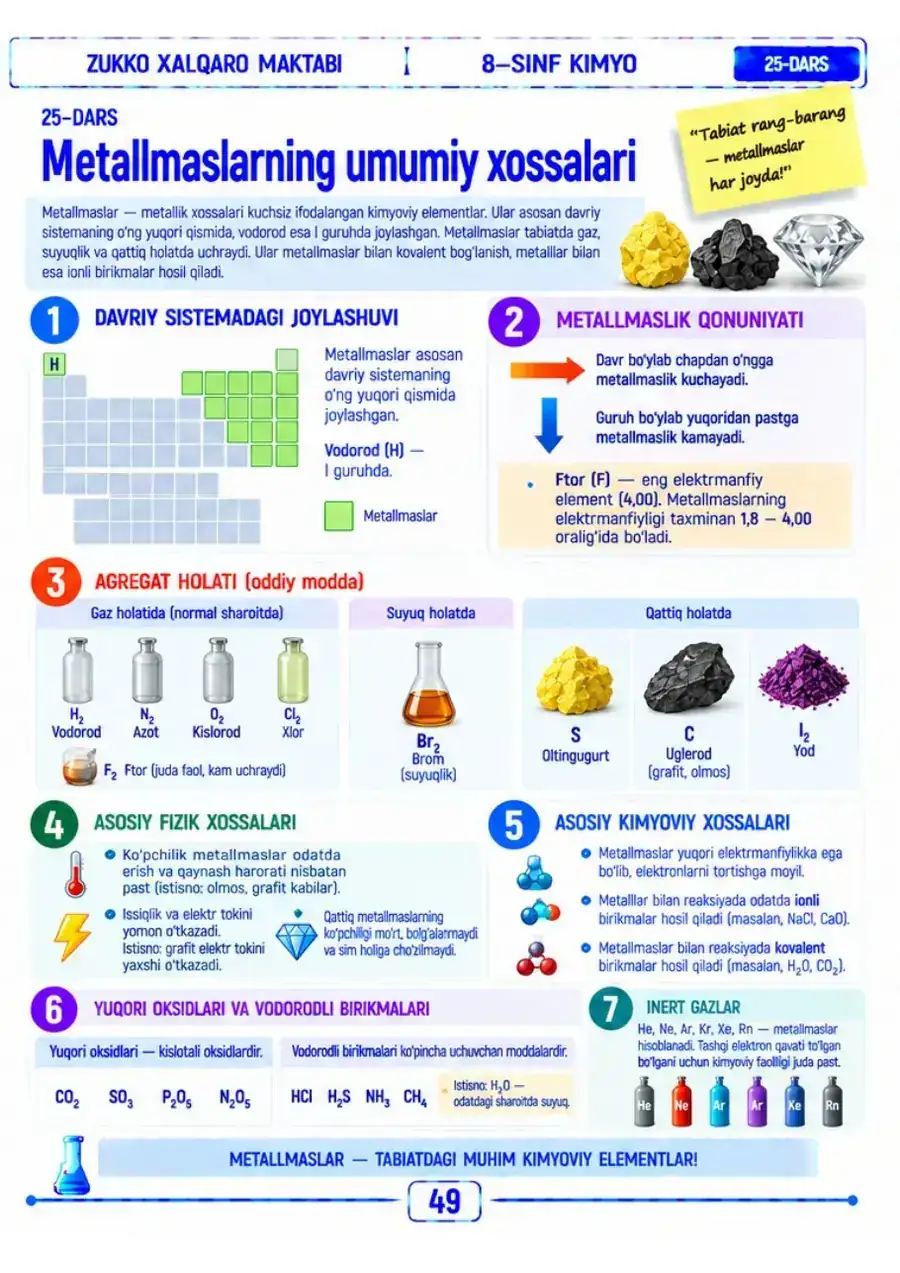 ZUKKO XALQARO MAKTABI
8–SINF KIMYO
25-DARS
25–DARS
Metallmaslarning umumiy xossalari
“Tabiat rang-barang
— metallmaslar
har joyda!”
Metallmaslar — metallik xossalari kuchsiz ifodalangan kimyoviy elementlar. Ular asosan davriy
sistemaning o‘ng yuqori qismida, vodorod esa I guruhda joylashgan. Metallmaslar tabiatda gaz,
suyuqlik va qattiq holatda uchraydi. Ular metallmaslar bilan kovalent bog‘lanish, metalllar bilan
esa ionli birikmalar hosil qiladi.
1 DAVRIY SISTEMADAGI JOYLASHUVI
H
Metallmaslar asosan
davriy sistemaning
o‘ng yuqori qismida
joylashgan.
Vodorod (H) —
I guruhda.
Metallmaslar
2 METALLMASLIK QONUNIYATI
Davr bo‘ylab chapdan o‘ngga
metallmaslik kuchayadi.
Guruh bo‘ylab yuqoridan pastga
metallmaslik kamayadi.
• Ftor (F) — eng elektrmanfiy
element (4,00). Metallmaslarning
elektrmanfiyligi taxminan 1,8 – 4,00
oralig‘ida bo‘ladi.
3 AGREGAT HOLATI (oddiy modda)
Gaz holatida (normal sharoitda)
H₂
Vodorod
N₂
Azot
O₂
Kislorod
Cl₂
Xlor
F₂ Ftor (juda faol, kam uchraydi)
Suyuq holatda
Br₂
Brom
(suyuqlik)
Qattiq holatda
S
Oltingugurt
C
Uglerod
(grafit, olmos)
I₂
Yod
4 ASOSIY FIZIK XOSSALARI
Ko‘pchilik metallmaslar odatda
erish va qaynash harorati nisbatan
past (istisno: olmos, grafit kabilar).
Issiqlik va elektr tokini
yomon o‘tkazadi.
Istisno: grafit elektr tokini
yaxshi o‘tkazadi.
Qattiq metallmaslarning
ko‘pchiligi mo‘rt, bolg‘alanmaydi
va sim holiga cho‘zilmaydi.
5 ASOSIY KIMYOVIY XOSSALARI
Metallmaslar yuqori elektrmanfiylikka ega
bo‘lib, elektronlarni tortishga moyil.
Metalllar bilan reaksiyada odatda ionli
birikmalar hosil qiladi (masalan, NaCl, CaO).
Metallmaslar bilan reaksiyada kovalent
birikmalar hosil qiladi (masalan, H₂O, CO₂).
6 YUQORI OKSIDLARI VA VODORODLI BIRIKMALARI
Yuqori oksidlari — kislotali oksidlardir.
CO₂ SO₃ P₂O₅ N₂O₅
Vodorodli birikmalari ko‘pincha uchuvchan moddalardir.
HCl H₂S NH₃ CH₄
Istisno: H₂O —
odatdagi sharoitda suyuq.
7 INERT GAZLAR
He, Ne, Ar, Kr, Xe, Rn — metallmaslar
hisoblanadi. Tashqi elektron qavati to‘lgan
bo‘lgani uchun kimyoviy faolligi juda past.
He Ne Ar Ar Xe Rn
METALLMASLAR — TABIATDAGI MUHIM KIMYOVIY ELEMENTLAR!
49